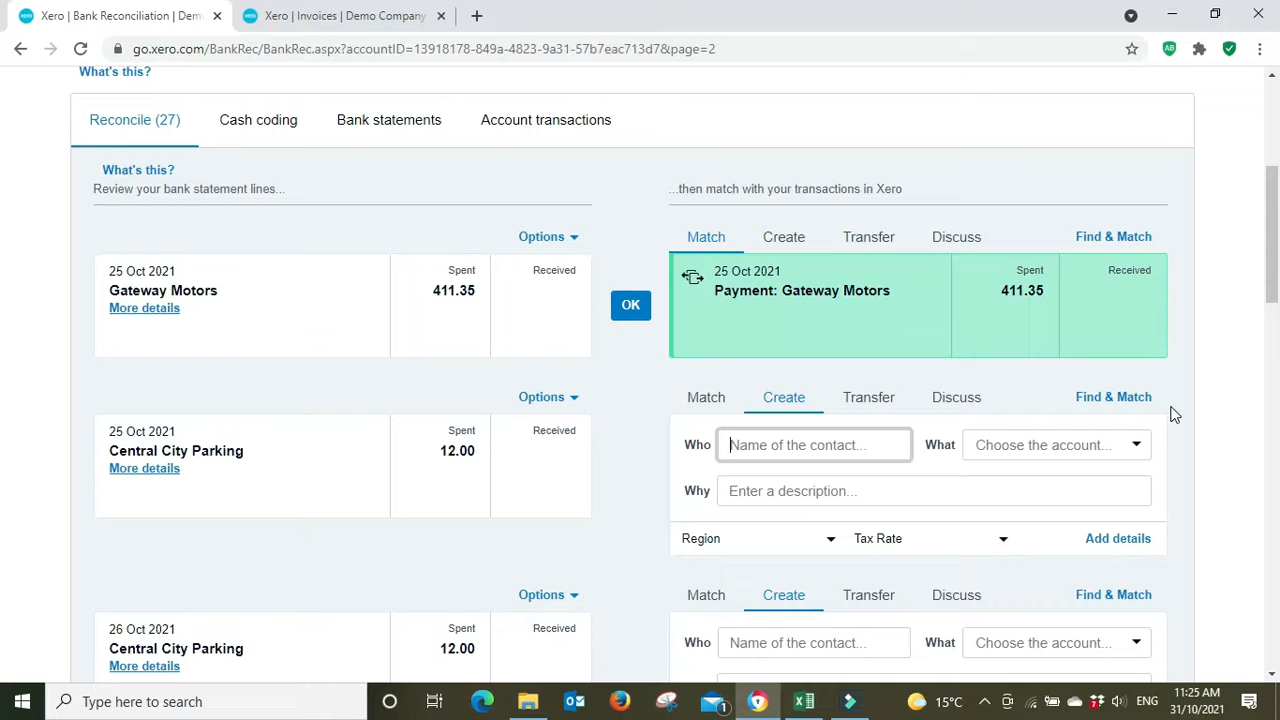 Xero | Bank Reconciliation | Dem
Xero | Invoices | Demo Company
go.xero.com/BankRec/BankRec.aspx?accountID=13918178-849a-4823-9a31-57b7eac713d7&page=2
What's this?
Reconcile (27) Cash coding Bank statements Account transactions
What's this?
Review your bank statement lines... ...then match with your transactions in Xero
Options Match Create Transfer Discuss Find & Match
25 Oct 2021 Spent Received 25 Oct 2021 Spent Received
Gateway Motors 411.35 Payment: Gateway Motors 411.35
More details OK
Options Match Create Transfer Discuss Find & Match
25 Oct 2021 Spent Received
Central City Parking 12.00 Who Name of the contact... What Choose the account...
More details
Why Enter a description...
Region Tax Rate Add details
Options Match Create Transfer Discuss Find & Match
26 Oct 2021 Spent Received
Central City Parking 12.00 Who Name of the contact... What Choose the account...
More details
Type here to search 1 15°C ENG 11:25 AM
31/10/2021